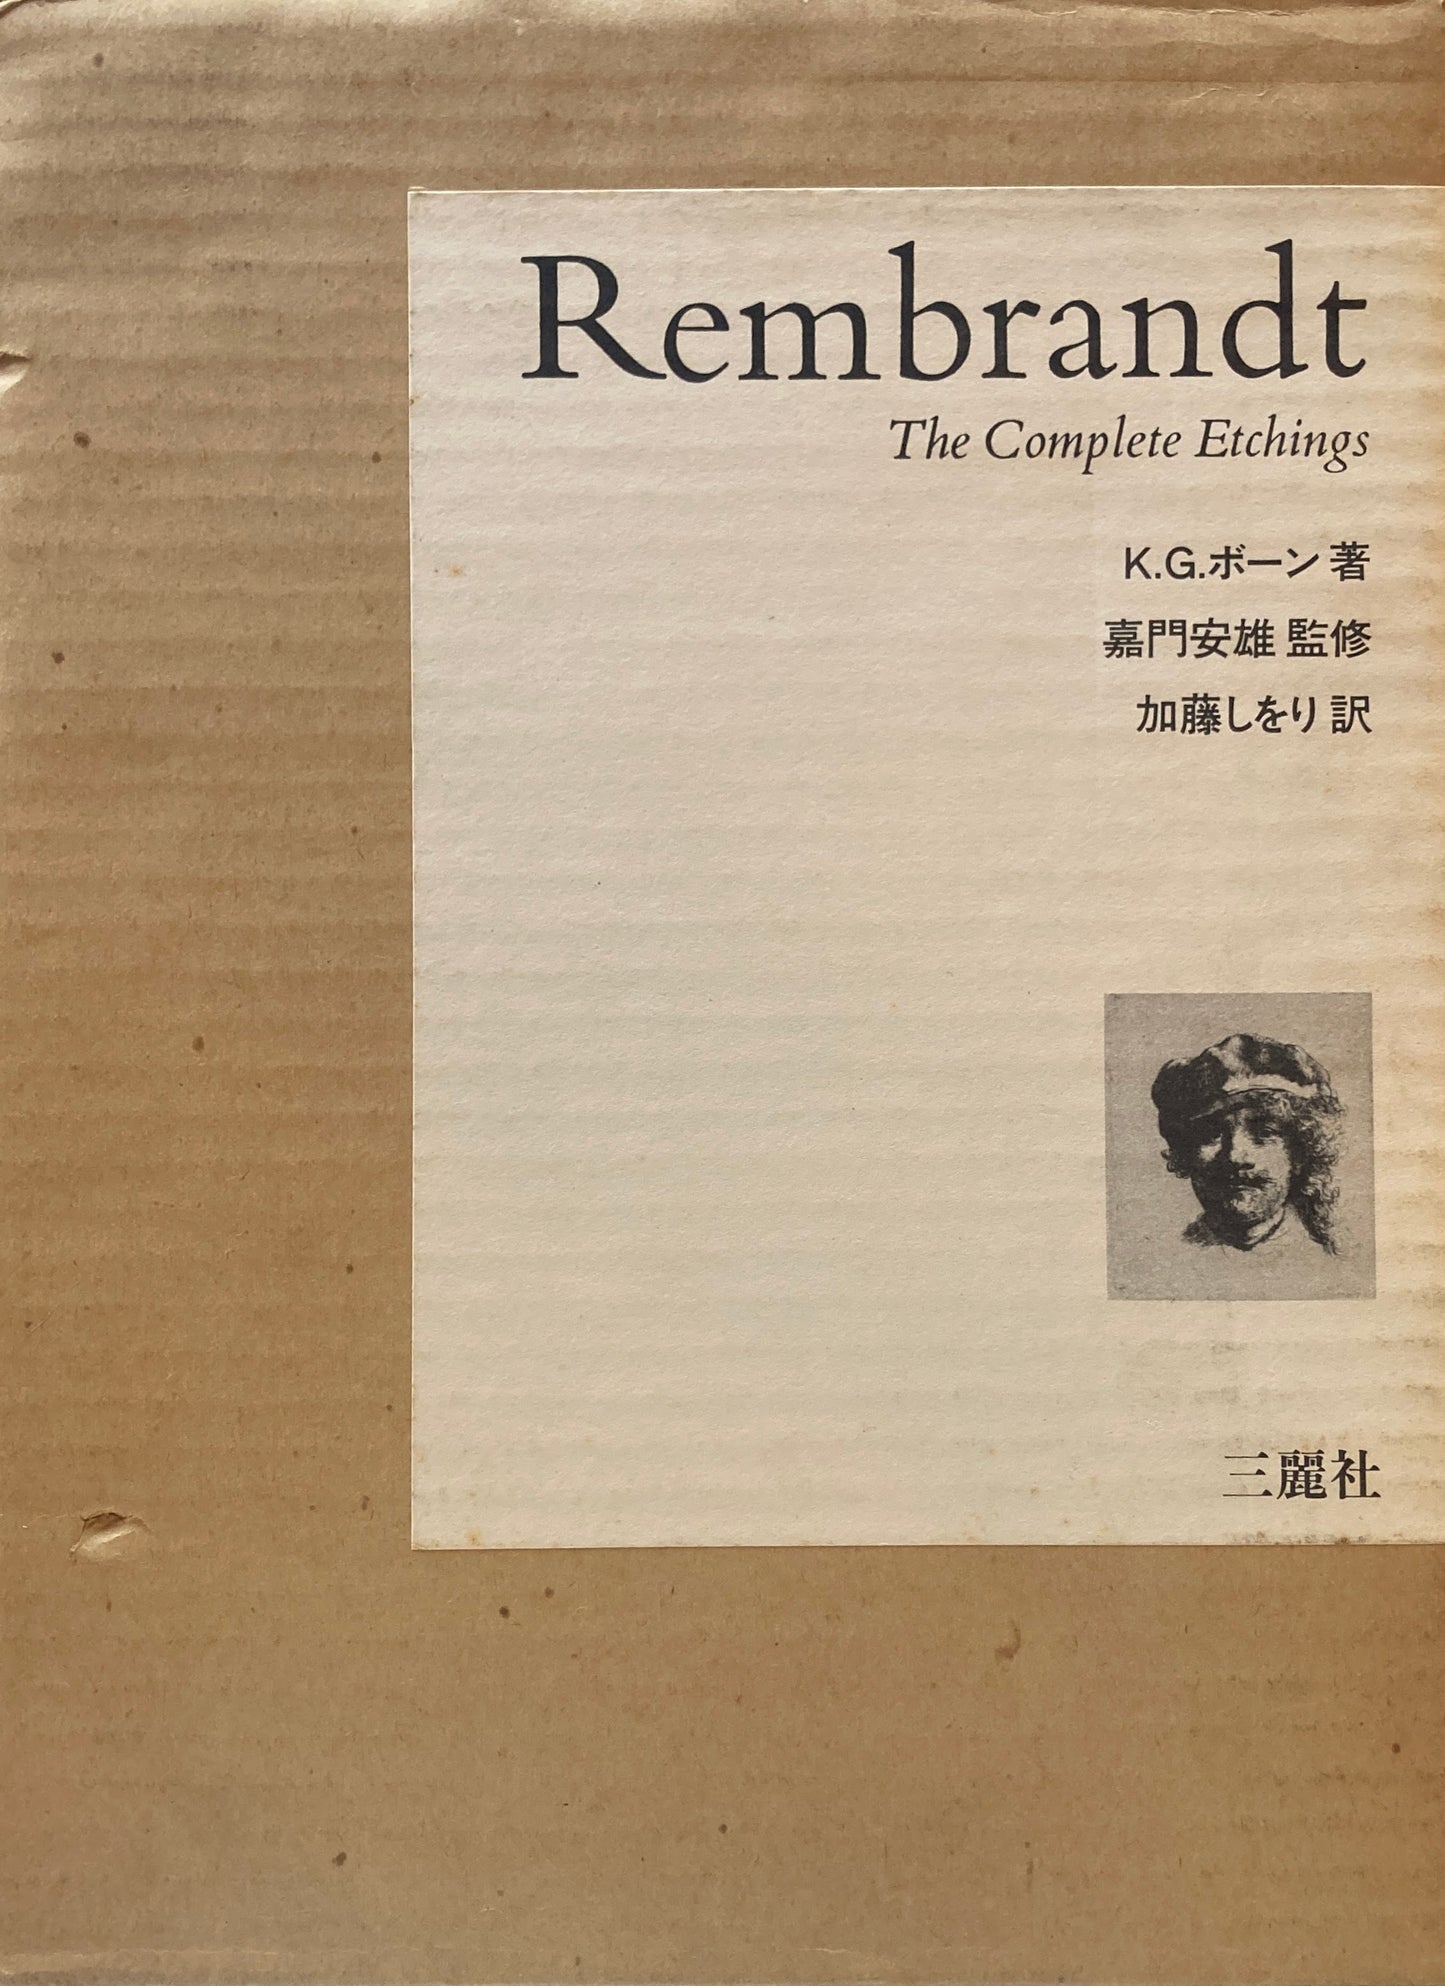 Rembrandt
The Complete Etchings
K.G.ボーン 著
嘉門安雄 監修
加藤しをり 訳
三麗社